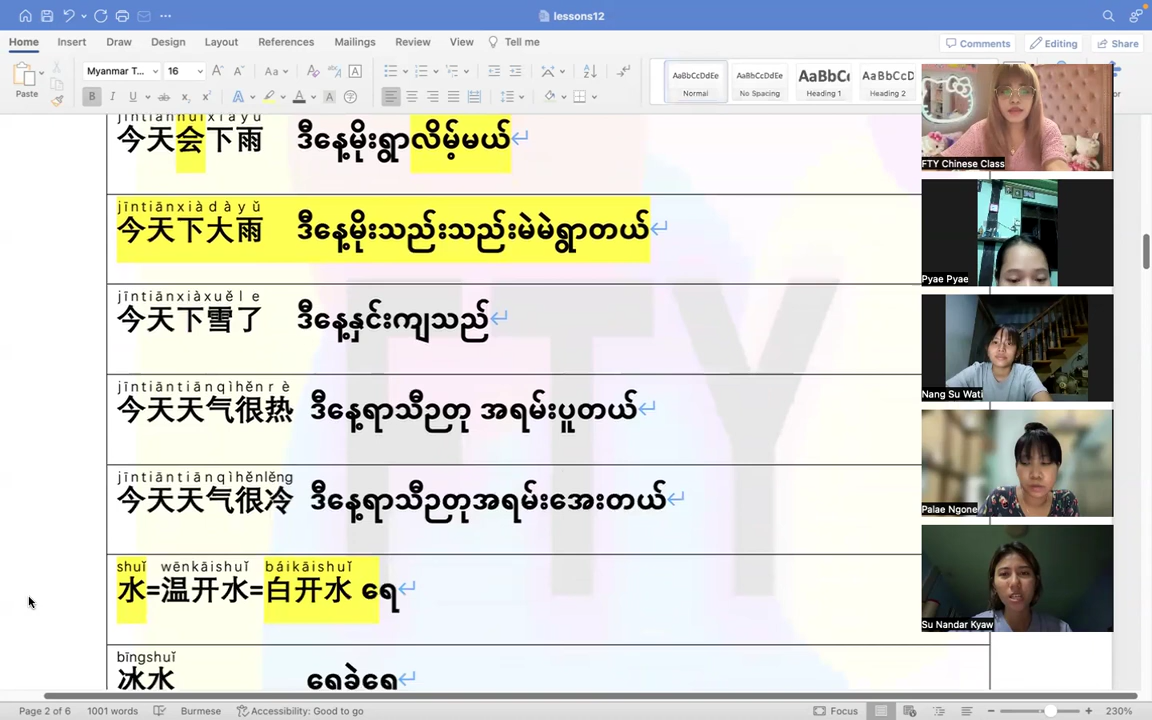 lessons12
Home Insert Draw Design Layout References Mailings Review View Tell me
Comments Editing Share
Paste
Myanmar T... 16
AaBbCcDdEe AaBbCcDdEe AaBbCc AaBbCcD
Normal No Spacing Heading 1 Heading 2
jīntiānhuìxiàyǔ
今天会下雨 ဒီနေ့မိုးရွာလိမ့်မယ်
jīntiānxiàdàyǔ
今天下大雨 ဒီနေ့မိုးသည်းသည်းမဲမဲရွာတယ်
jīntiānxiàxuěle
今天下雪了 ဒီနေ့နှင်းကျသည်
jīntiāntiānqìhěnrè
今天天气很热 ဒီနေ့ရာသီဥတု အရမ်းပူတယ်
jīntiāntiānqìhěnlěng
今天天气很冷 ဒီနေ့ရာသီဥတုအရမ်းအေးတယ်
shuǐ wēnkāishuǐ báikāishuǐ
水=温开水=白开水 ရေ
bīngshuǐ
冰水 ရေခဲရေ
FTY
FTY Chinese Class
Pyae Pyae
Nang Su Wati
Palae Ngone
Su Nandar Kyaw
Page 2 of 6 1001 words Burmese Accessibility: Good to go Focus 230%